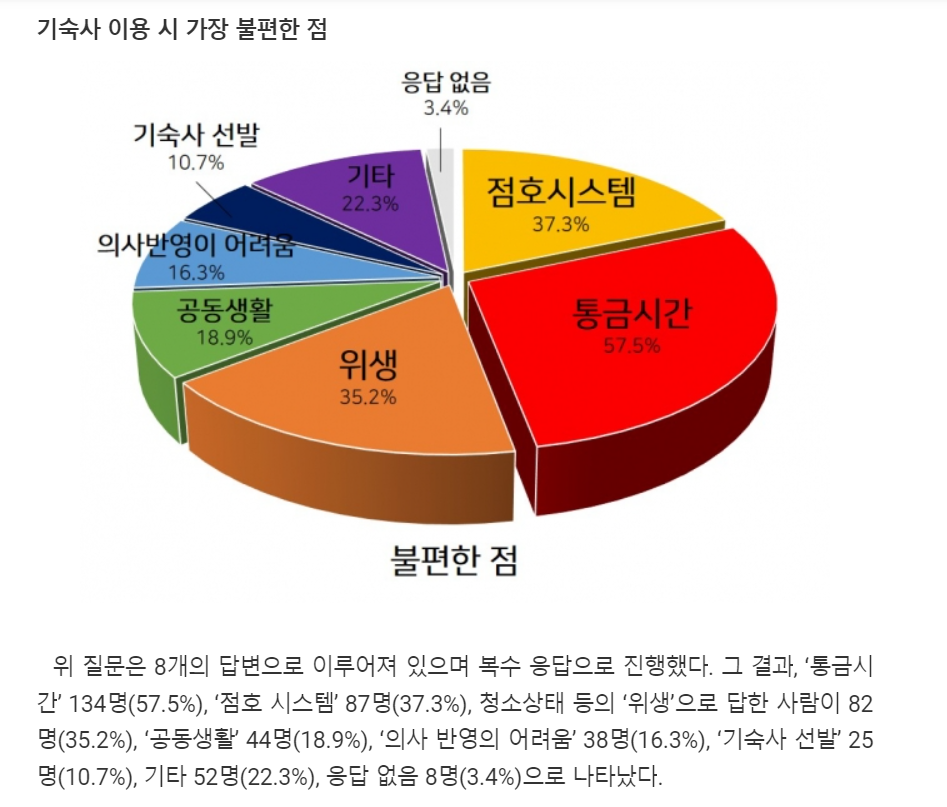 기숙사 이용 시 가장 불편한 점
응답 없음
3.4%
기숙사 선발
10.7%
기타
22.3%
점호시스템
37.3%
의사반영이 어려움
16.3%
통금시간
57.5%
공동생활
18.9%
위생
35.2%
불편한 점
위 질문은 8개의 답변으로 이루어져 있으며 복수 응답으로 진행했다. 그 결과, ‘통금시
간’ 134명(57.5%), ‘점호 시스템’ 87명(37.3%), 청소상태 등의 ‘위생’으로 답한 사람이 82
명(35.2%), ‘공동생활’ 44명(18.9%), ‘의사 반영의 어려움’ 38명(16.3%), ‘기숙사 선발’ 25
명(10.7%), 기타 52명(22.3%), 응답 없음 8명(3.4%)으로 나타났다.